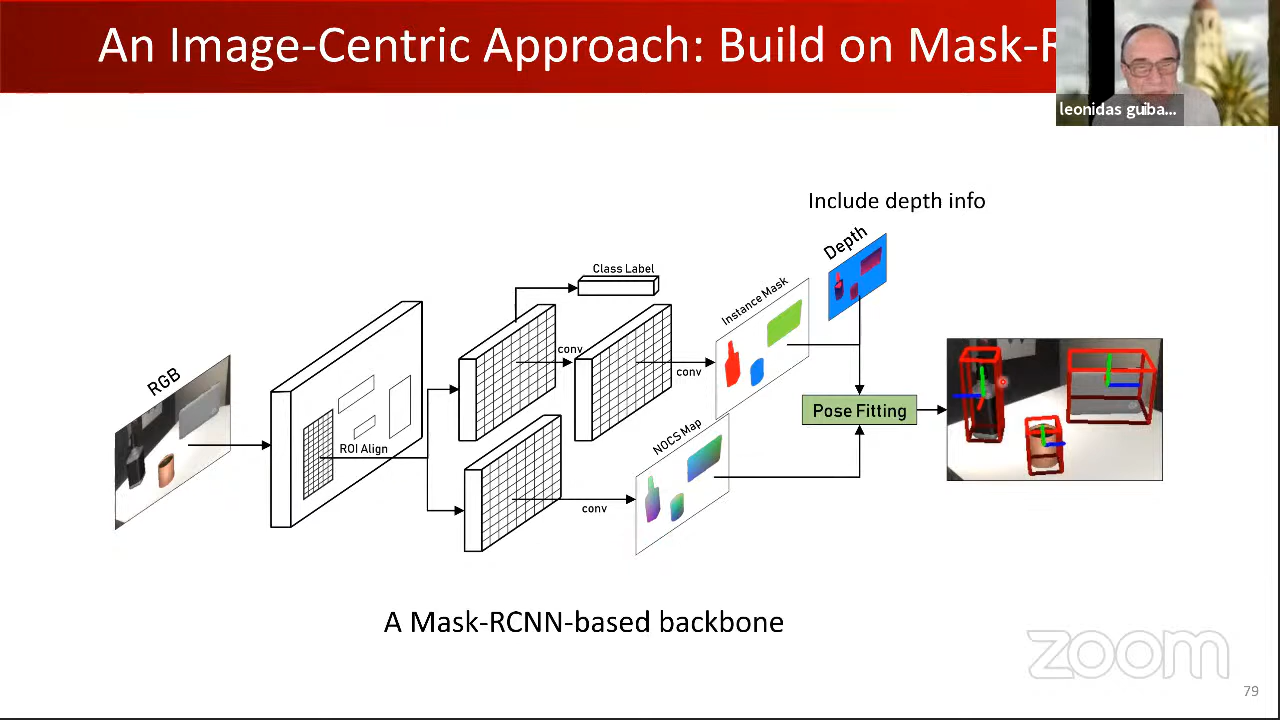 An Image-Centric Approach: Build on Mask-R
leonidas guiba...
Include depth info
Depth
Class Label
Instance Mask
conv
conv
RGB
ROI Align
Pose Fitting
NOCS Map
conv
A Mask-RCNN-based backbone
zoom
79